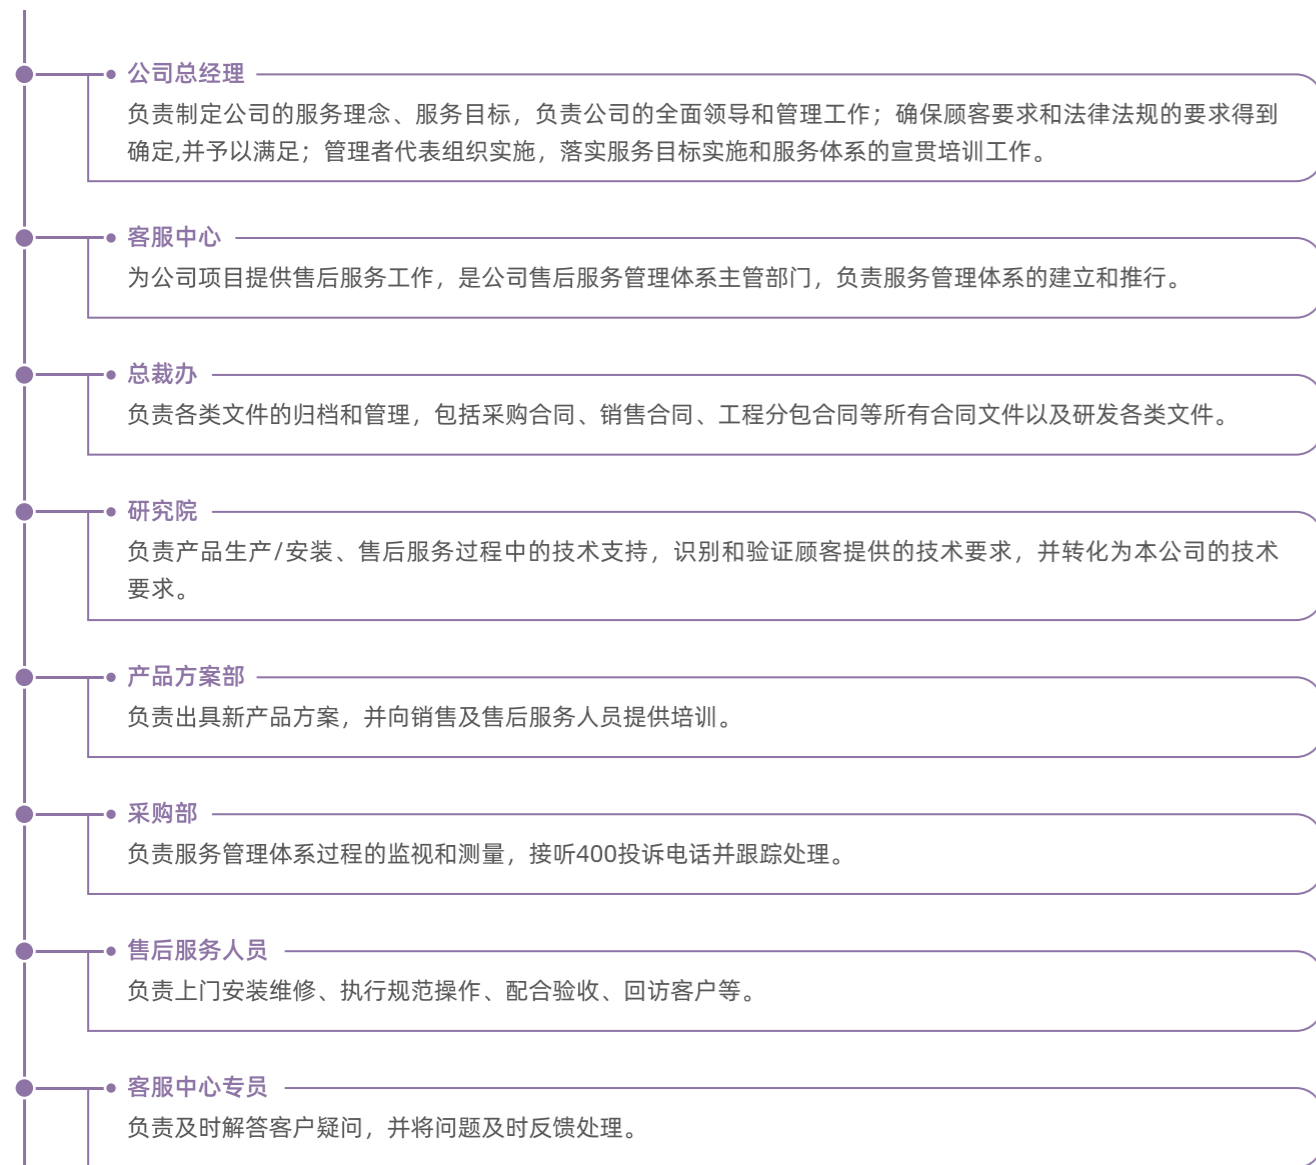 公司总经理
负责制定公司的服务理念、服务目标，负责公司的全面领导和管理工作；确保顾客要求和法律法规的要求得到
确定,并予以满足；管理者代表组织实施，落实服务目标实施和服务体系的宣贯培训工作。
客服中心
为公司项目提供售后服务工作，是公司售后服务管理体系主管部门，负责服务管理体系的建立和推行。
总裁办
负责各类文件的归档和管理，包括采购合同、销售合同、工程分包合同等所有合同文件以及研发各类文件。
研究院
负责产品生产/安装、售后服务过程中的技术支持，识别和验证顾客提供的技术要求，并转化为本公司的技术
要求。
产品方案部
负责出具新产品方案，并向销售及售后服务人员提供培训。
采购部
负责服务管理体系过程的监视和测量，接听400投诉电话并跟踪处理。
售后服务人员
负责上门安装维修、执行规范操作、配合验收、回访客户等。
客服中心专员
负责及时解答客户疑问，并将问题及时反馈处理。